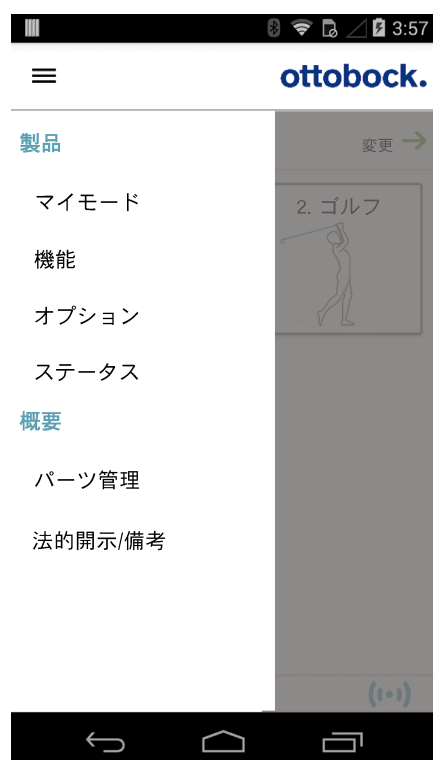 3:57
ottobock.
製品
変更
マイモード
2. ゴルフ
機能
オプション
ステータス
概要
パーツ管理
法的開示/備考